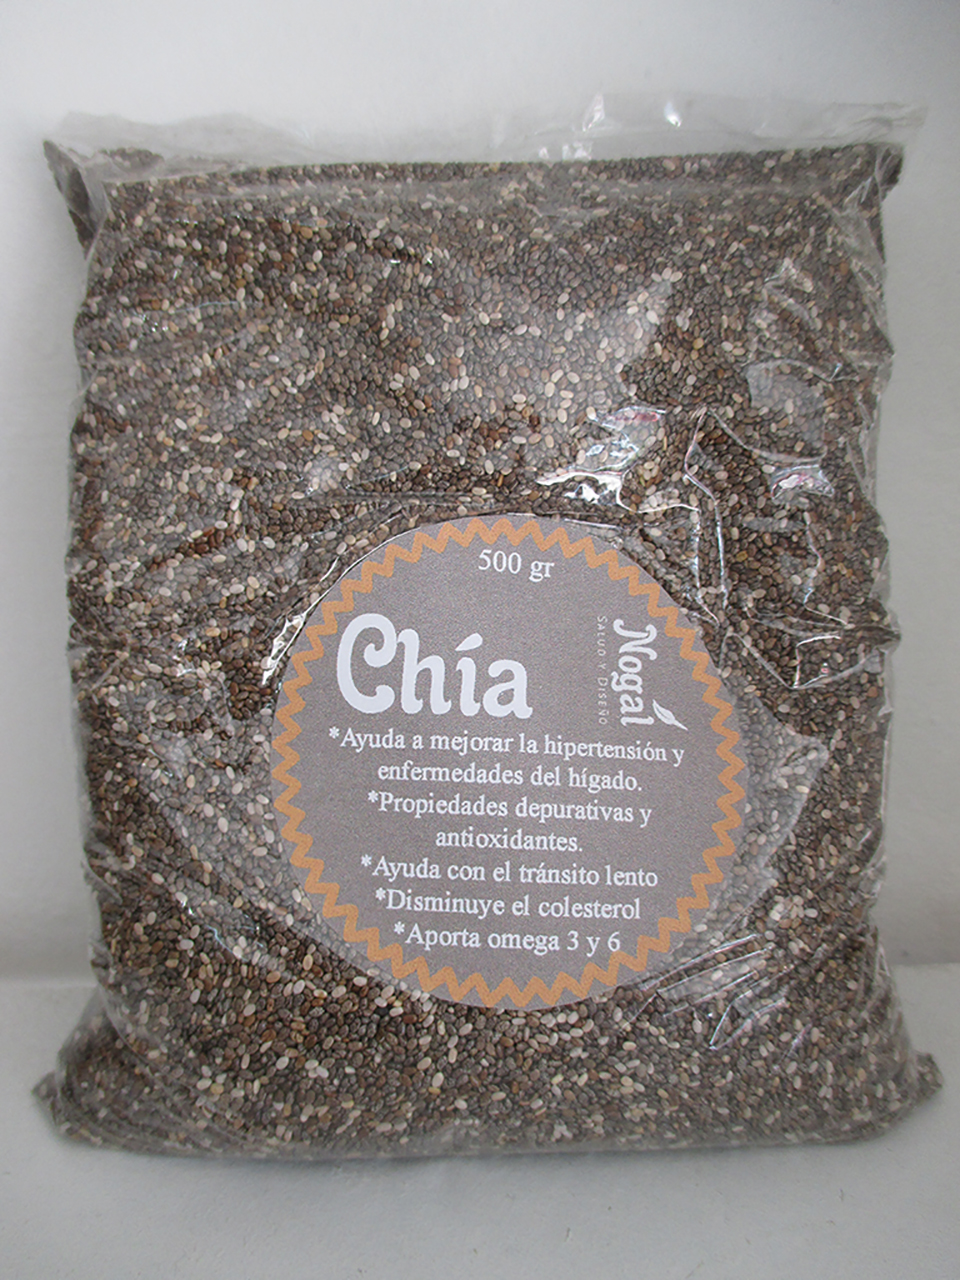 500 gr
Chía
Nogal
SALUD Y DISEÑO
*Ayuda a mejorar la hipertensión y
enfermedades del hígado.
*Propiedades depurativas y
antioxidantes.
*Ayuda con el tránsito lento
*Disminuye el colesterol
*Aporta omega 3 y 6